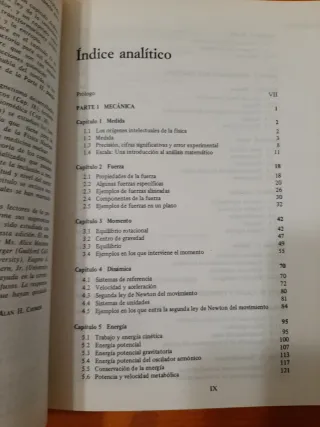 Índice analítico
Prólogo VII
PARTE 1 MECÁNICA 1
Capítulo 1 Medida 2
1.1 Los orígenes intelectuales de la física 2
1.2 Medida 3
1.3 Precisión, cifras significativas y error experimental 8
1.4 Escala: Una introducción al análisis matemático 11
Capítulo 2 Fuerza 18
2.1 Propiedades de la fuerza 18
2.2 Algunas fuerzas específicas 20
2.3 Ejemplos de fuerzas alineadas 26
2.4 Componentes de la fuerza 30
2.5 Ejemplos de fuerzas en un plano 32
Capítulo 3 Momento 42
3.1 Equilibrio rotacional 42
3.2 Centro de gravedad 47
3.3 Equilibrio 49
3.4 Ejemplos en los que interviene el momento 55
Capítulo 4 Dinámica 70
4.1 Sistemas de referencia 70
4.2 Velocidad y aceleración 72
4.3 Segunda ley de Newton del movimiento 80
4.4 Sistemas de unidades 81
4.5 Ejemplos en los que entra la segunda ley de Newton del movimiento 84
Capítulo 5 Energía 95
5.1 Trabajo y energía cinética 95
5.2 Energía potencial 100
5.3 Energía potencial gravitatoria 107
5.4 Energía potencial del oscilador armónico 113
5.5 Conservación de la energía 117
5.6 Potencia y velocidad metabólica 121
IX
ALAN H. CROMER